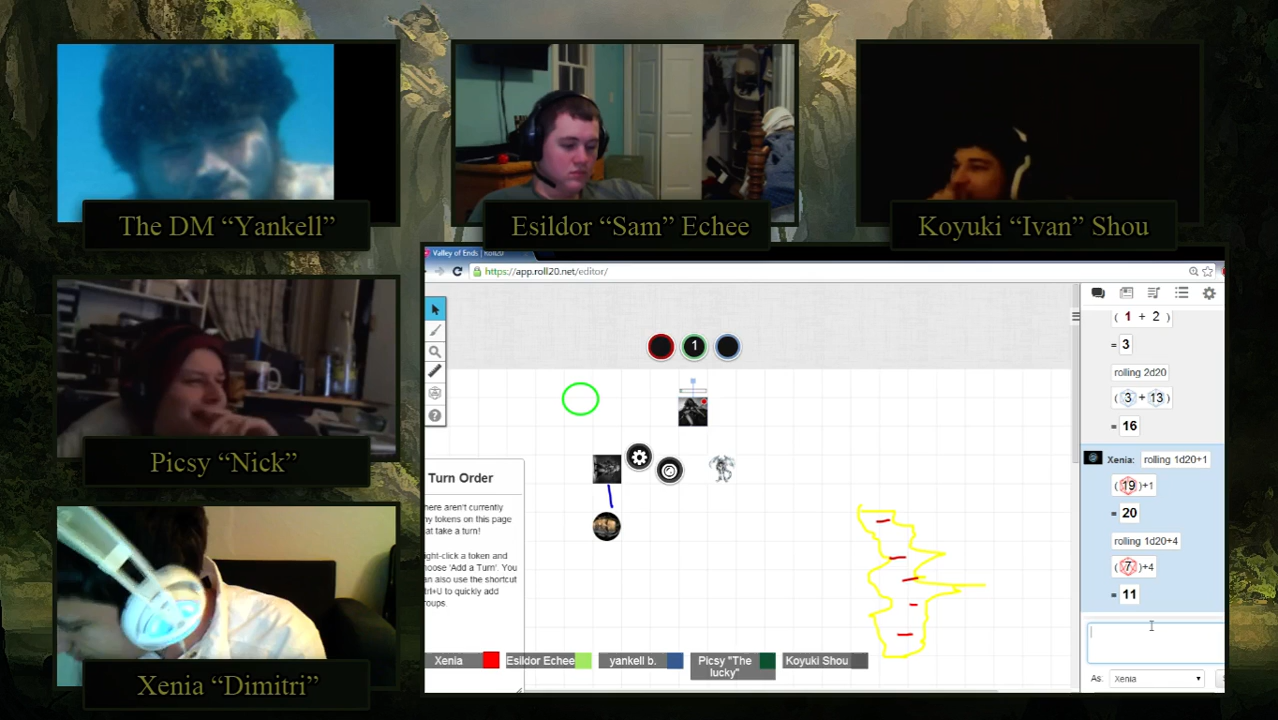 The DM “Yankell”
Esildor “Sam” Echee
Koyuki “Ivan” Shou
Picsy “Nick”
Xenia “Dimitri”
Valley of Ends | Roll20
https://app.roll20.net/editor/
1
Turn Order
here aren't currently
ny tokens on this page
at take a turn!
ight-click a token and
hoose 'Add a Turn'. You
an also use the shortcut
trl+U to quickly add
roups.
Xenia
Esildor Echee
yankell b.
Picsy "The
lucky"
Koyuki Shou
( 1 + 2 )
= 3
rolling 2d20
( 3 + 13 )
= 16
Xenia: rolling 1d20+1
( 19 )+1
= 20
rolling 1d20+4
( 7 )+4
= 11
As: Xenia